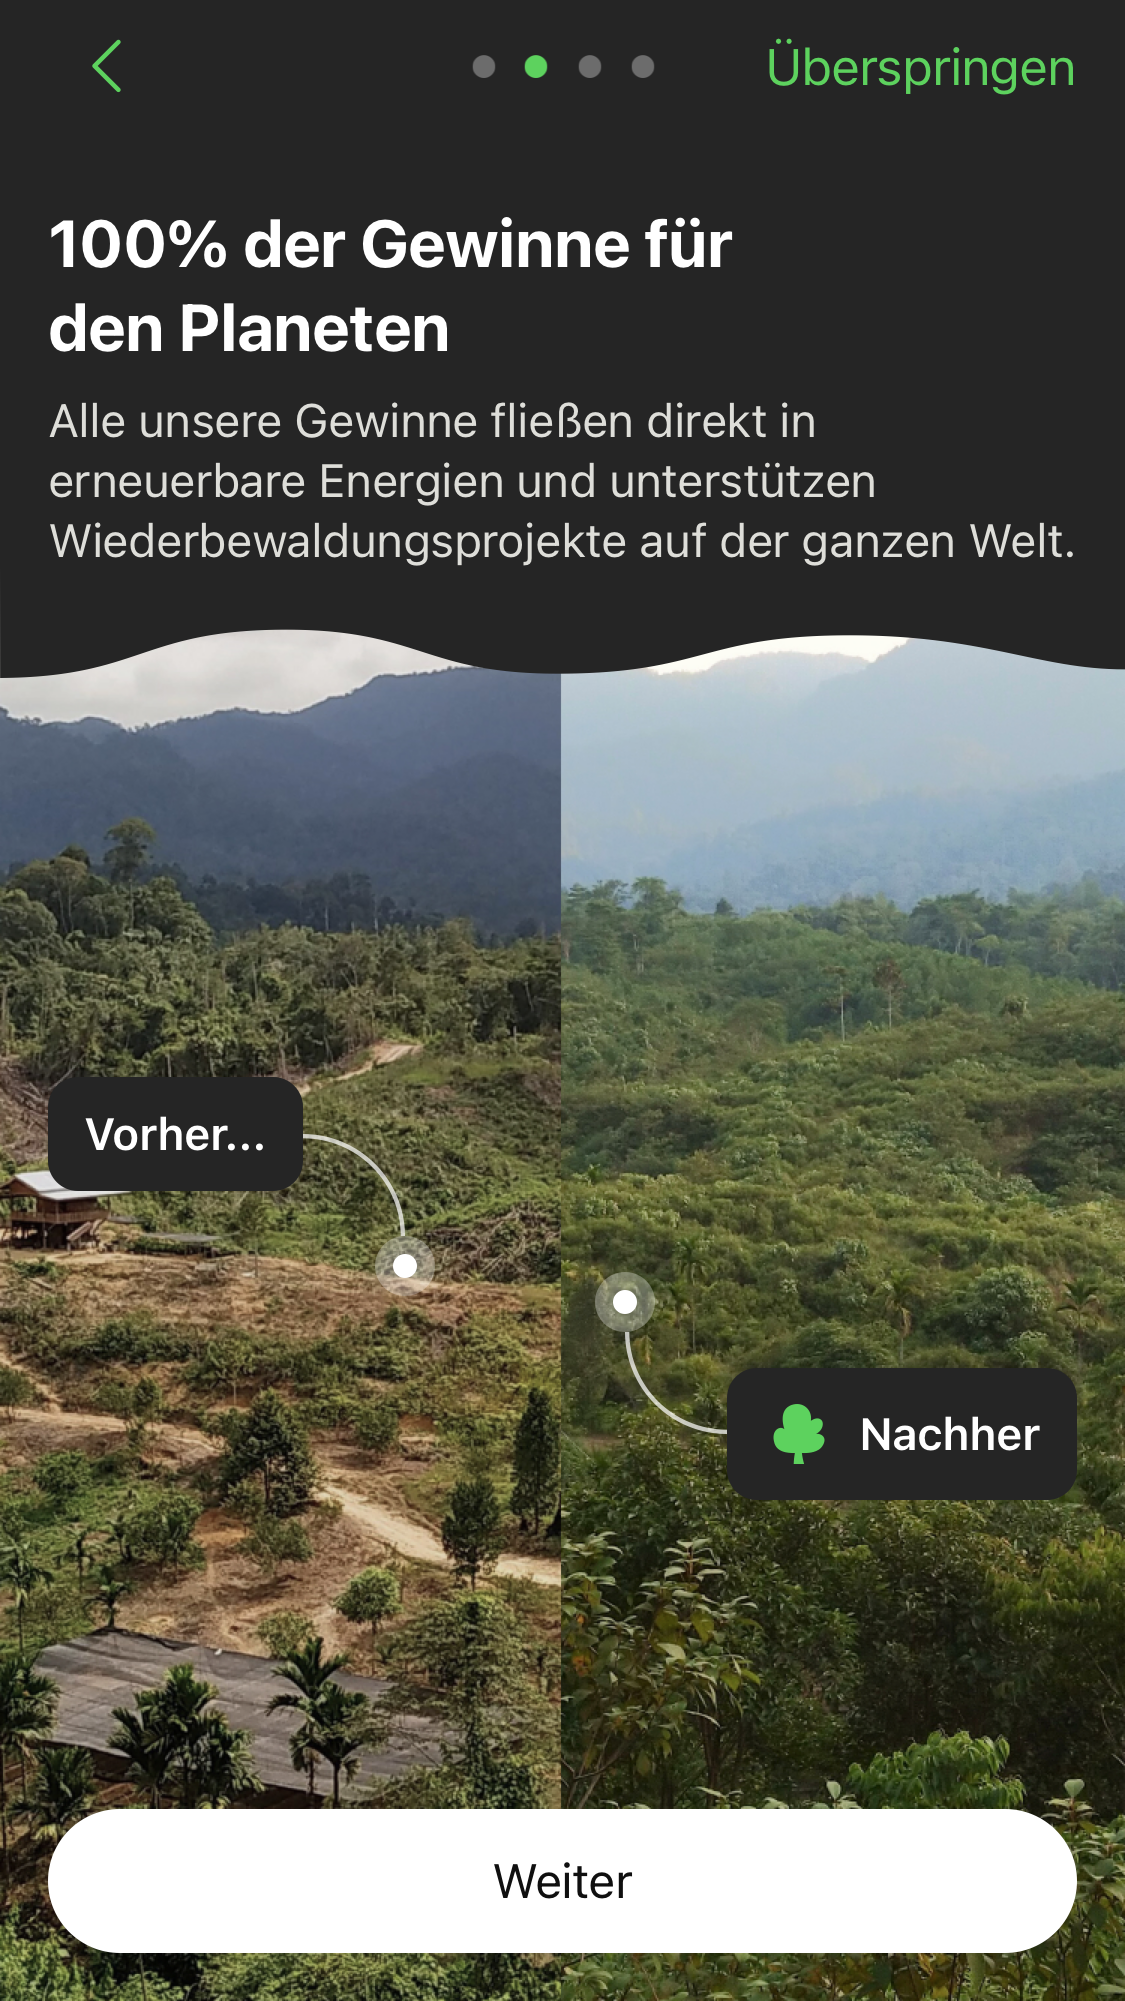 Überspringen
100% der Gewinne für
den Planeten
Alle unsere Gewinne fließen direkt in
erneuerbare Energien und unterstützen
Wiederbewaldungsprojekte auf der ganzen Welt.
Vorher...
Nachher
Weiter